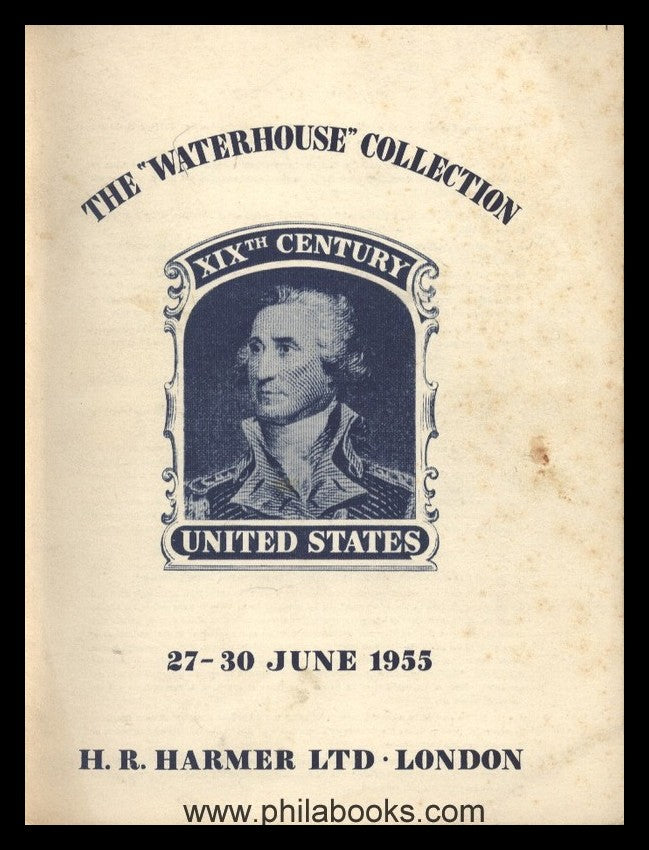 THE "WATERHOUSE" COLLECTION
XIXTH CENTURY
UNITED STATES
27-30 JUNE 1955
H. R. HARMER LTD · LONDON
www.philabooks.com